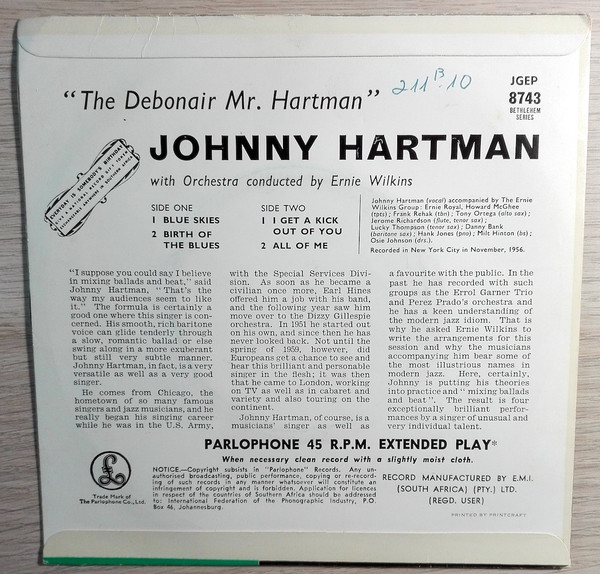 "The Debonair Mr. Hartman"
211 B.10
JGEP
8743
BETHLEHEM
SERIES
JOHNNY HARTMAN
with Orchestra conducted by Ernie Wilkins
EVERYDAY IS SOMEBODY'S BIRTHDAY
GIVE A NATIONAL RECORD GIFT TOKEN
EXCHANGEABLE ANYWHERE IN SOUTHERN AFRICA
SIDE ONE
1 BLUE SKIES
2 BIRTH OF
THE BLUES
SIDE TWO
1 I GET A KICK
OUT OF YOU
2 ALL OF ME
Johnny Hartman (vocal) accompanied by The Ernie
Wilkins Group: Ernie Royal, Howard McGhee
(tpts); Frank Rehak (tbn); Tony Ortega (alto sax);
Jerome Richardson (flute, tenor sax);
Lucky Thompson (tenor sax); Danny Bank
(baritone sax); Hank Jones (pno); Milt Hinton (bs);
Osie Johnson (drs.).
Recorded in New York City in November, 1956.
"I suppose you could say I believe
in mixing ballads and beat," said
Johnny Hartman, "That's the
way my audiences seem to like
it." The formula is certainly a
good one where this singer is con-
cerned. His smooth, rich baritone
voice can glide tenderly through
a slow, romantic ballad or else
swing along in a more exuberant
but still very subtle manner.
Johnny Hartman, in fact, is a very
versatile as well as a very good
singer.
He comes from Chicago, the
hometown of so many famous
singers and jazz musicians, and he
really began his singing career
while he was in the U.S. Army,
with the Special Services Divi-
sion. As soon as he became a
civilian once more, Earl Hines
offered him a job with his band,
and the following year saw him
move over to the Dizzy Gillespie
orchestra. In 1951 he started out
on his own, and since then he has
never looked back. Not until the
spring of 1959, however, did
Europeans get a chance to see and
hear this brilliant and personable
singer in the flesh; it was then
that he came to London, working
on TV as well as in cabaret and
variety and also touring on the
continent.
Johnny Hartman, of course, is a
musicians' singer as well as
a favourite with the public. In the
past he has recorded with such
groups as the Errol Garner Trio
and Perez Prado's orchestra and
he has a keen understanding of
the modern jazz idiom. That is
why he asked Ernie Wilkins to
write the arrangements for this
session and why the musicians
accompanying him bear some of
the most illustrious names in
modern jazz. Here, certainly,
Johnny is putting his theories
into practice and "mixing ballads
and beat". The result is four
exceptionally brilliant perfor-
mances by a singer of unusual and
very individual talent.
PARLOPHONE 45 R.P.M. EXTENDED PLAY*
When necessary clean record with a slightly moist cloth.
Trade Mark of
The Parlophone Co., Ltd.
NOTICE.—Copyright subsists in "Parlophone" Records. Any un-
authorised broadcasting, public performance, copying or re-record-
ing of such records in any manner whatsoever will constitute an
infringement of copyright and is forbidden. Application for licences
in respect of the countries of Southern Africa should be addressed
to: International Federation of the Phonographic Industry, P.O.
Box 46, Johannesburg.
RECORD MANUFACTURED BY E.M.I.
(SOUTH AFRICA) (PTY.) LTD.
(REGD. USER)
PRINTED BY PRINTCRAFT